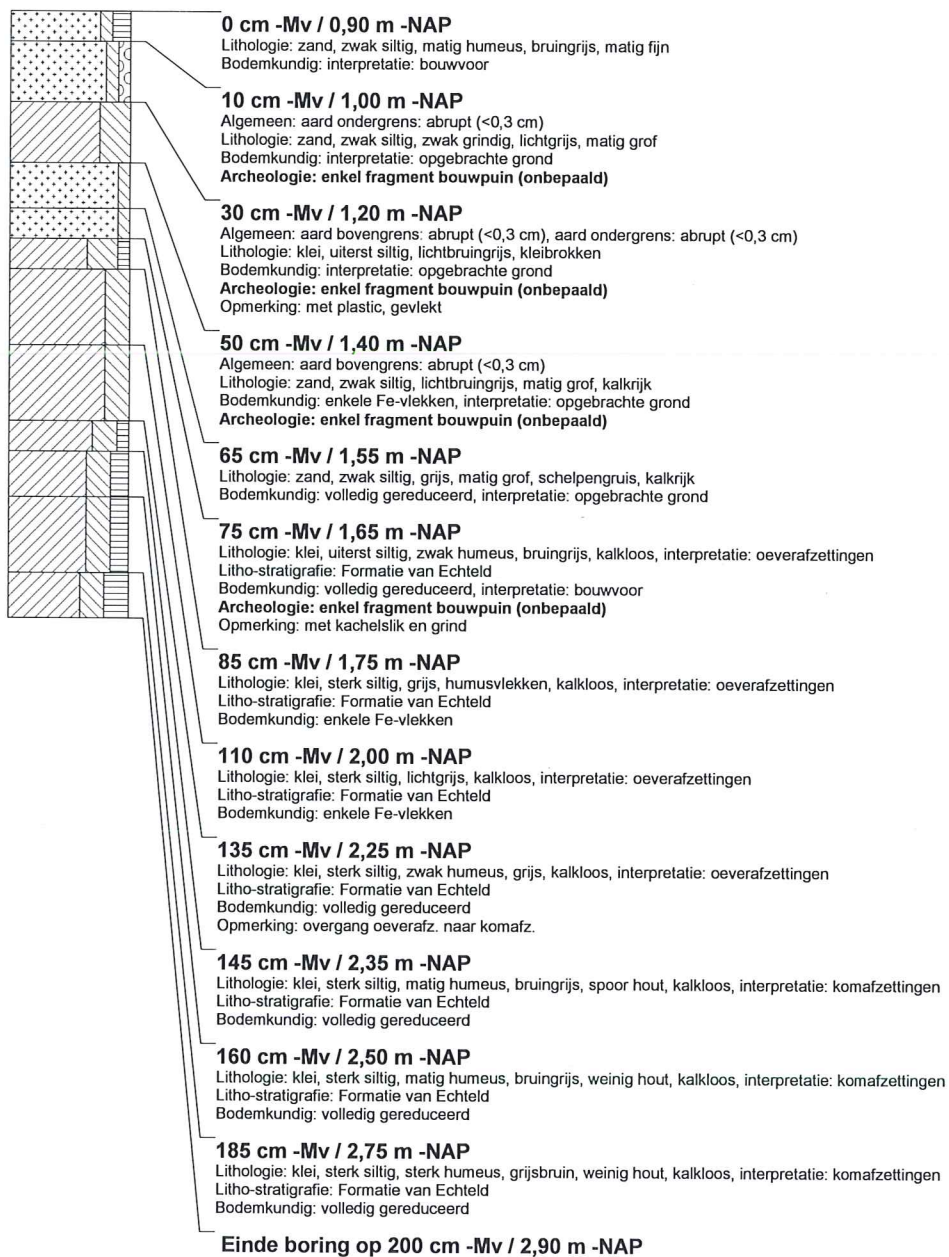 0 cm -Mv / 0,90 m -NAP
Lithologie: zand, zwak siltig, matig humeus, bruingrijs, matig fijn
Bodemkundig: interpretatie: bouwvoor
10 cm -Mv / 1,00 m -NAP
Algemeen: aard ondergrens: abrupt (<0,3 cm)
Lithologie: zand, zwak siltig, zwak grindig, lichtgrijs, matig grof
Bodemkundig: interpretatie: opgebrachte grond
Archeologie: enkel fragment bouwpuin (onbepaald)
30 cm -Mv / 1,20 m -NAP
Algemeen: aard bovengrens: abrupt (<0,3 cm), aard ondergrens: abrupt (<0,3 cm)
Lithologie: klei, uiterst siltig, lichtbruingrijs, kleibrokken
Bodemkundig: interpretatie: opgebrachte grond
Archeologie: enkel fragment bouwpuin (onbepaald)
Opmerking: met plastic, gevlekt
50 cm -Mv / 1,40 m -NAP
Algemeen: aard bovengrens: abrupt (<0,3 cm)
Lithologie: zand, zwak siltig, lichtbruingrijs, matig grof, kalkrijk
Bodemkundig: enkele Fe-vlekken, interpretatie: opgebrachte grond
Archeologie: enkel fragment bouwpuin (onbepaald)
65 cm -Mv / 1,55 m -NAP
Lithologie: zand, zwak siltig, grijs, matig grof, schelpengruis, kalkrijk
Bodemkundig: volledig gereduceerd, interpretatie: opgebrachte grond
75 cm -Mv / 1,65 m -NAP
Lithologie: klei, uiterst siltig, zwak humeus, bruingrijs, kalkloos, interpretatie: oeverafzettingen
Litho-stratigrafie: Formatie van Echteld
Bodemkundig: volledig gereduceerd, interpretatie: bouwvoor
Archeologie: enkel fragment bouwpuin (onbepaald)
Opmerking: met kachelslik en grind
85 cm -Mv / 1,75 m -NAP
Lithologie: klei, sterk siltig, grijs, humusvlekken, kalkloos, interpretatie: oeverafzettingen
Litho-stratigrafie: Formatie van Echteld
Bodemkundig: enkele Fe-vlekken
110 cm -Mv / 2,00 m -NAP
Lithologie: klei, sterk siltig, lichtgrijs, kalkloos, interpretatie: oeverafzettingen
Litho-stratigrafie: Formatie van Echteld
Bodemkundig: enkele Fe-vlekken
135 cm -Mv / 2,25 m -NAP
Lithologie: klei, sterk siltig, zwak humeus, grijs, kalkloos, interpretatie: oeverafzettingen
Litho-stratigrafie: Formatie van Echteld
Bodemkundig: volledig gereduceerd
Opmerking: overgang oeverafz. naar komafz.
145 cm -Mv / 2,35 m -NAP
Lithologie: klei, sterk siltig, matig humeus, bruingrijs, spoor hout, kalkloos, interpretatie: komafzettingen
Litho-stratigrafie: Formatie van Echteld
Bodemkundig: volledig gereduceerd
160 cm -Mv / 2,50 m -NAP
Lithologie: klei, sterk siltig, matig humeus, bruingrijs, weinig hout, kalkloos, interpretatie: komafzettingen
Litho-stratigrafie: Formatie van Echteld
Bodemkundig: volledig gereduceerd
185 cm -Mv / 2,75 m -NAP
Lithologie: klei, sterk siltig, sterk humeus, grijsbruin, weinig hout, kalkloos, interpretatie: komafzettingen
Litho-stratigrafie: Formatie van Echteld
Bodemkundig: volledig gereduceerd
Einde boring op 200 cm -Mv / 2,90 m -NAP